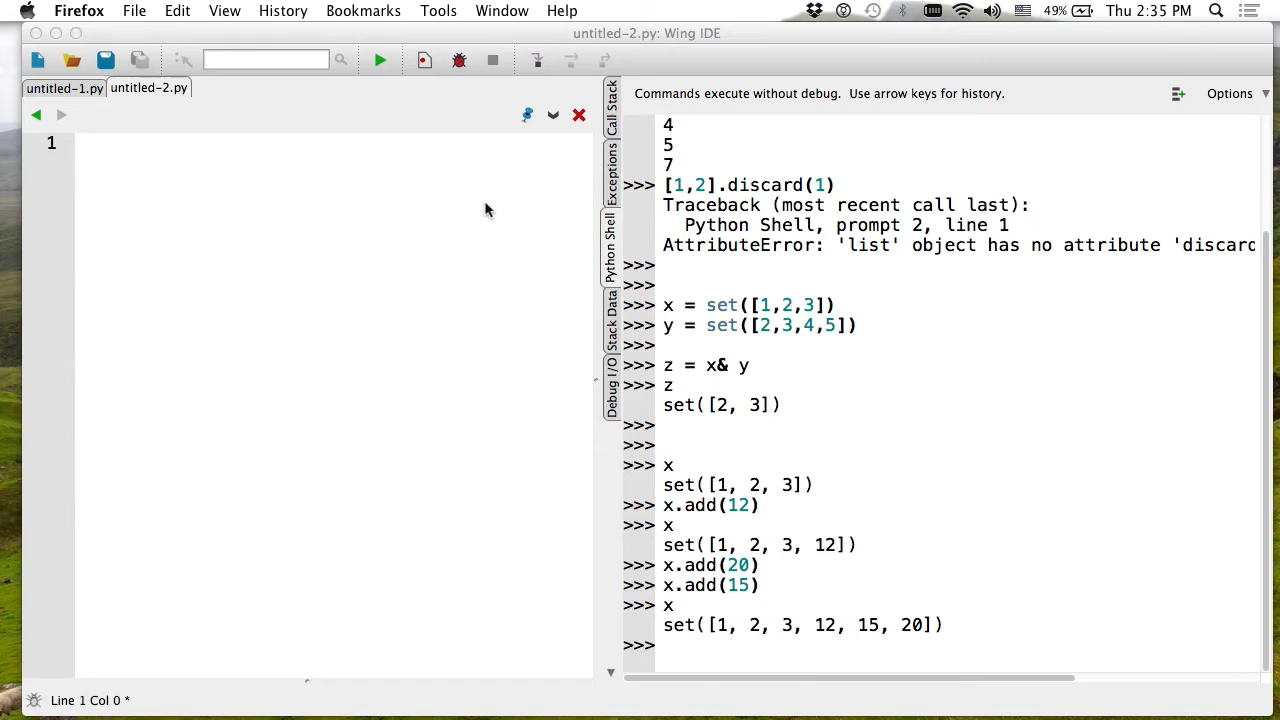 Firefox File Edit View History Bookmarks Tools Window Help 49% Thu 2:35 PM
untitled-2.py: Wing IDE
untitled-1.py untitled-2.py
1
Line 1 Col 0 *
Call Stack
Exceptions
Python Shell
Stack Data
Debug I/O
Commands execute without debug. Use arrow keys for history. Options
4
5
7
>>> [1,2].discard(1)
Traceback (most recent call last):
Python Shell, prompt 2, line 1
AttributeError: 'list' object has no attribute 'discard
>>>
>>>
>>> x = set([1,2,3])
>>> y = set([2,3,4,5])
>>>
>>> z = x& y
>>> z
set([2, 3])
>>>
>>>
>>> x
set([1, 2, 3])
>>> x.add(12)
>>> x
set([1, 2, 3, 12])
>>> x.add(20)
>>> x.add(15)
>>> x
set([1, 2, 3, 12, 15, 20])
>>>